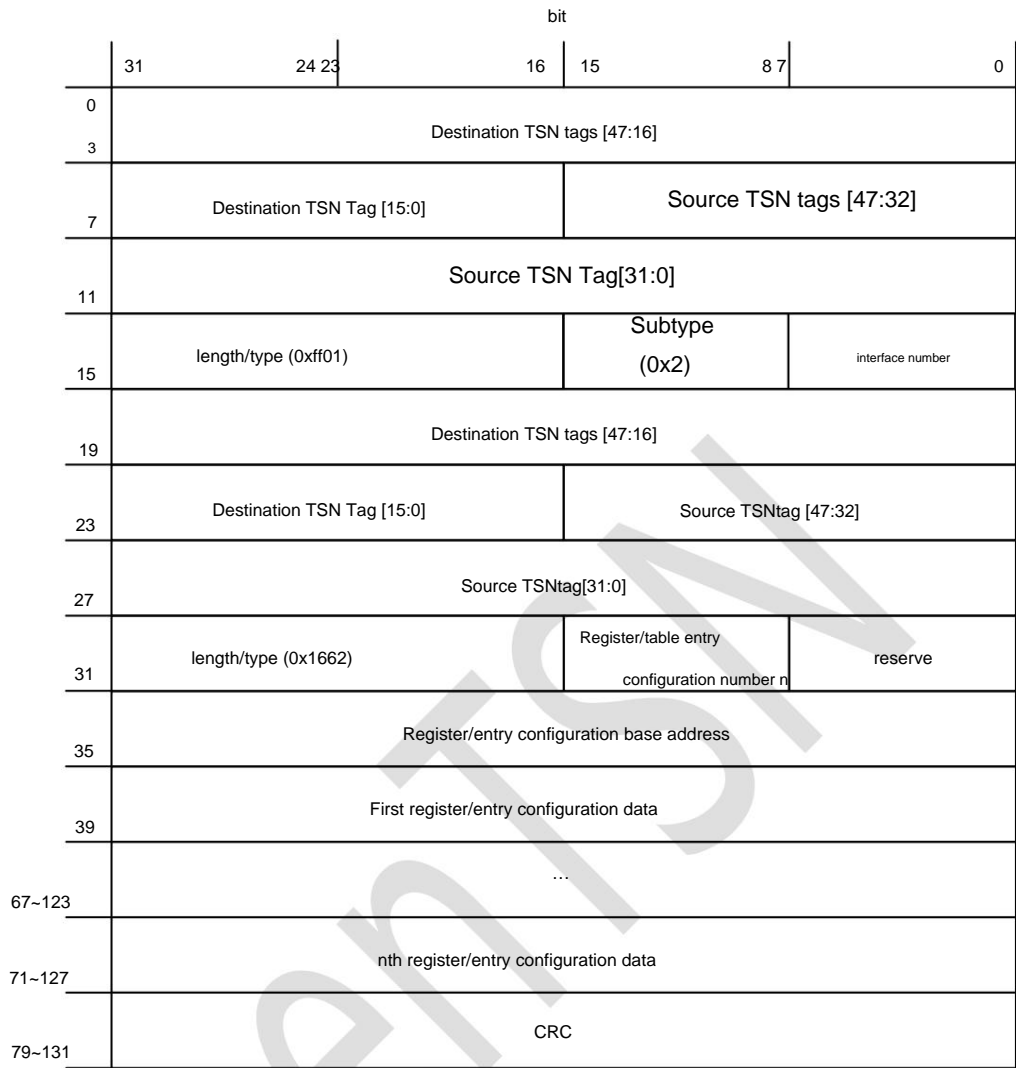 bit
31 24 23 16 15 8 7 0
0
Destination TSN tags [47:16]
3
Destination TSN Tag [15:0] Source TSN tags [47:32]
7
Source TSN Tag[31:0]
11
length/type (0xff01) Subtype
(0x2) interface number
15
Destination TSN tags [47:16]
19
Destination TSN Tag [15:0] Source TSNtag [47:32]
23
Source TSNtag[31:0]
27
length/type (0x1662) Register/table entry
configuration number n reserve
31
Register/entry configuration base address
35
First register/entry configuration data
39
…
67~123
nth register/entry configuration data
71~127
CRC
79~131
enTSN